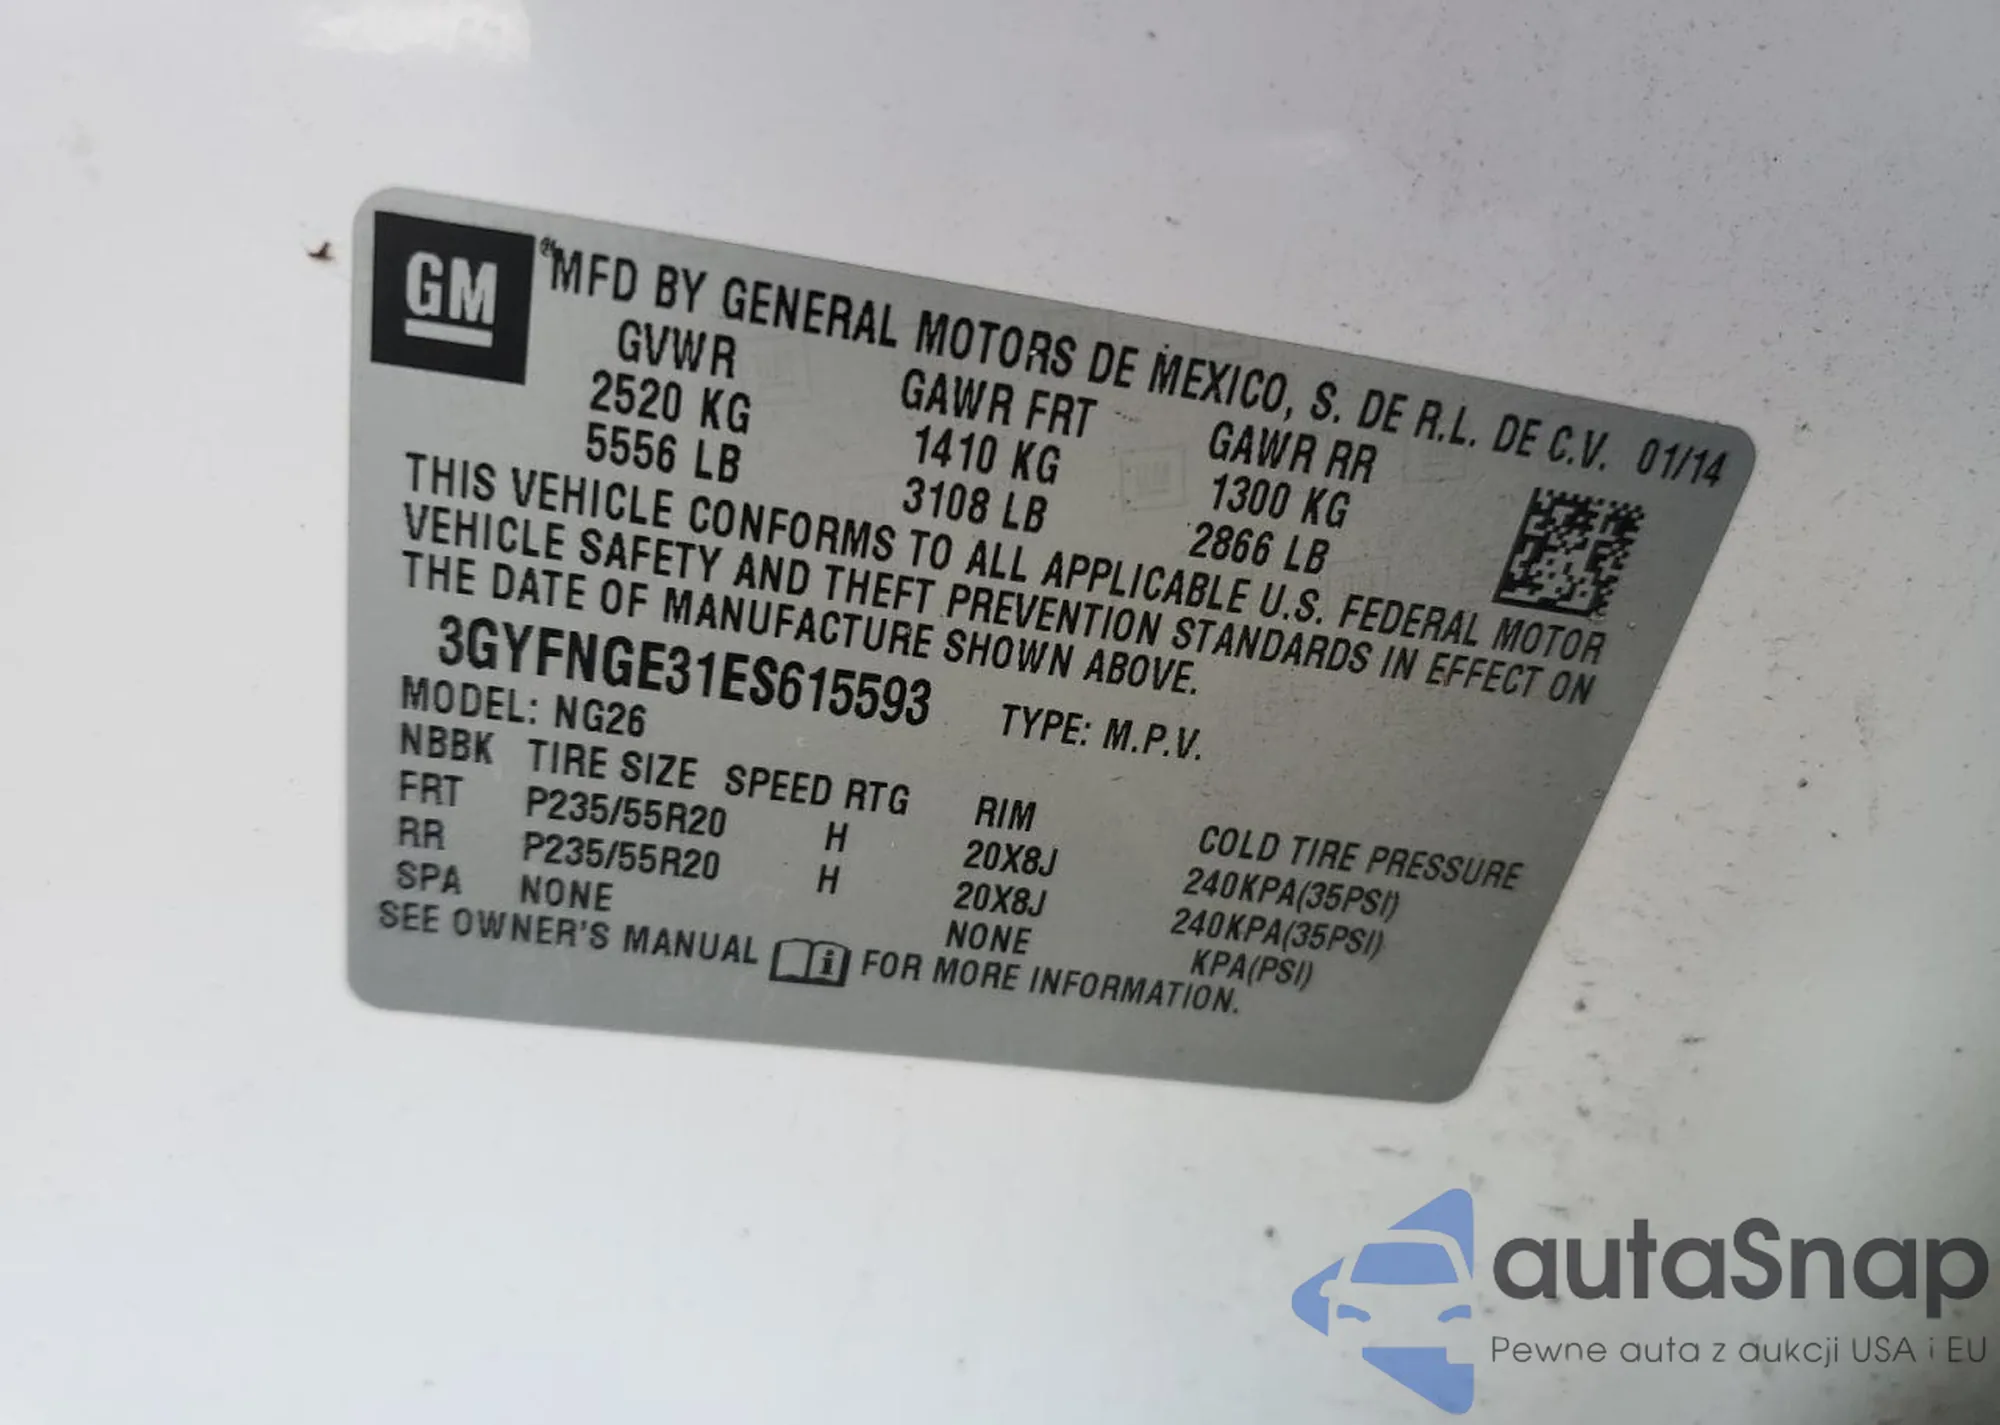 GM
MFD BY GENERAL MOTORS DE MEXICO, S. DE R.L. DE C.V. 01/14
GVWR GAWR FRT GAWR RR
2520 KG 1410 KG 1300 KG
5556 LB 3108 LB 2866 LB
THIS VEHICLE CONFORMS TO ALL APPLICABLE U.S. FEDERAL MOTOR
VEHICLE SAFETY AND THEFT PREVENTION STANDARDS IN EFFECT ON
THE DATE OF MANUFACTURE SHOWN ABOVE.
3GYFNGE31ES615593 TYPE: M.P.V.
MODEL: NG26
NBBK TIRE SIZE SPEED RTG RIM COLD TIRE PRESSURE
FRT P235/55R20 H 20X8J 240KPA(35PSI)
RR P235/55R20 H 20X8J 240KPA(35PSI)
SPA NONE NONE KPA(PSI)
SEE OWNER'S MANUAL i FOR MORE INFORMATION.
autaSnap
Pewne auta z aukcji USA i EU